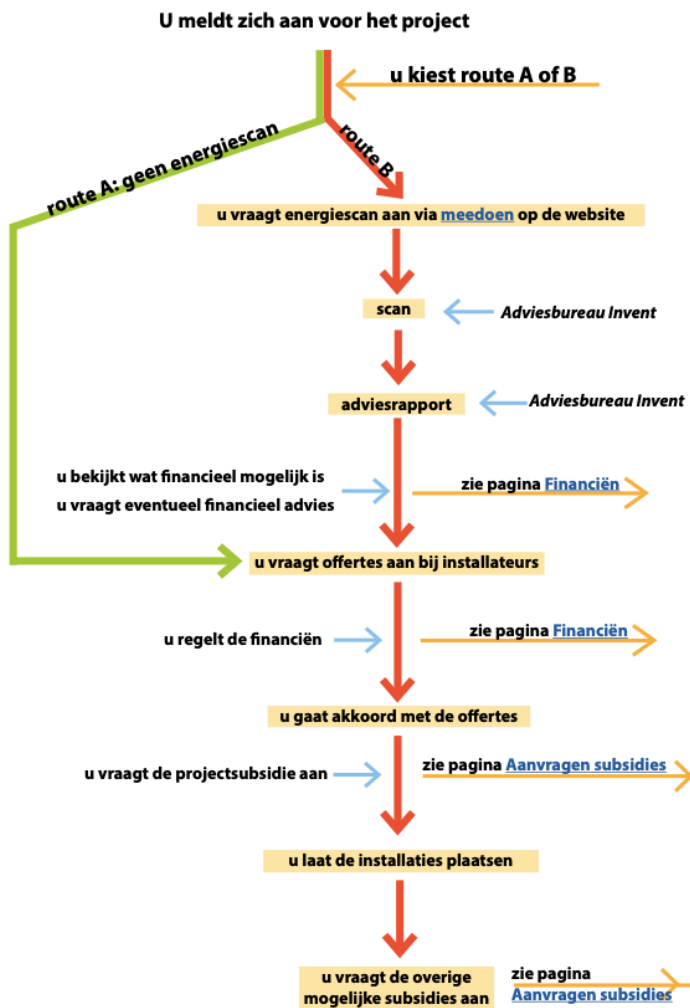 U meldt zich aan voor het project
u kiest route A of B
route A: geen energiescan
route B
u vraagt energiescan aan via meedoen op de website
scan
Adviesbureau Invent
adviesrapport
Adviesbureau Invent
u bekijkt wat financieel mogelijk is
u vraagt eventueel financieel advies
zie pagina Financiën
u vraagt offertes aan bij installateurs
u regelt de financiën
zie pagina Financiën
u gaat akkoord met de offertes
u vraagt de projectsubsidie aan
zie pagina Aanvragen subsidies
u laat de installaties plaatsen
u vraagt de overige
mogelijke subsidies aan
zie pagina
Aanvragen subsidies